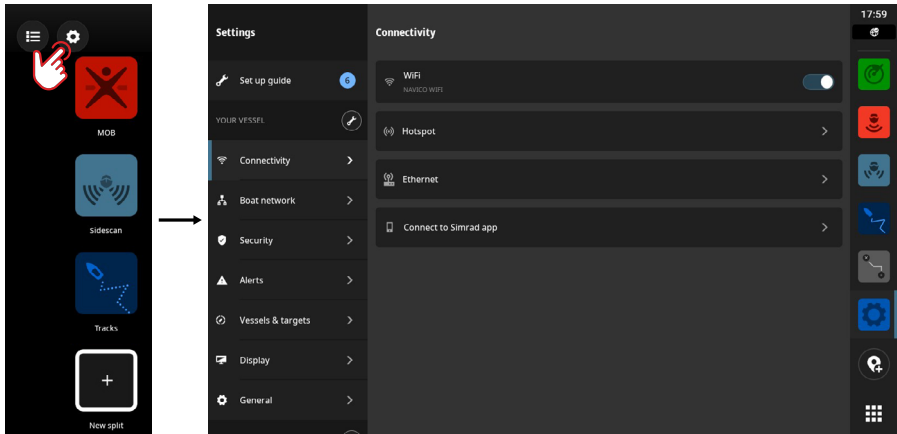 MOB
Sidescan
Tracks
New split
Settings
Set up guide
6
YOUR VESSEL
Connectivity
Boat network
Security
Alerts
Vessels & targets
Display
General
Connectivity
WiFi
NAVICO WIFI
Hotspot
Ethernet
Connect to Simrad app
17:59